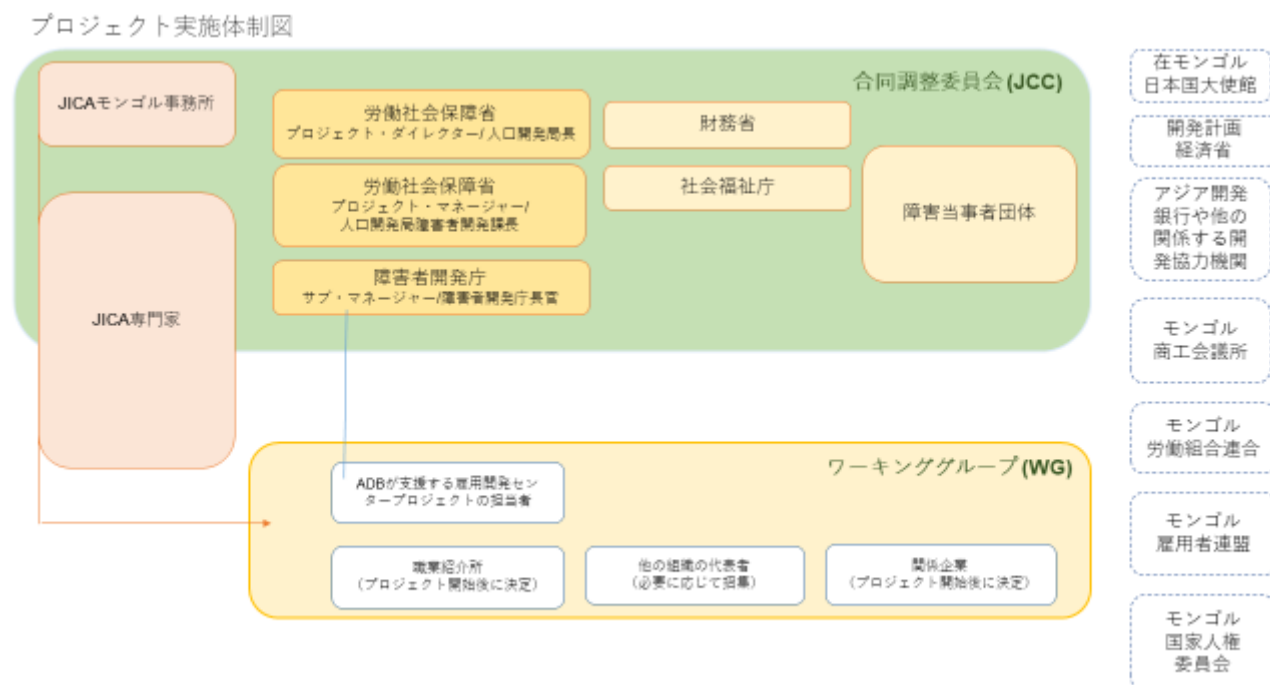 プロジェクト実施体制図
合同調整委員会(JCC)
JICAモンゴル事務所
JICA専門家
労働社会保障省
プロジェクト・ダイレクター/人口開発局長
労働社会保障省
プロジェクト・マネージャー/
人口開発局障害者開発課長
障害者開発庁
サブ・マネージャー/障害者開発庁長官
財務省
社会福祉庁
障害当事者団体
ワーキンググループ(WG)
ADBが支援する雇用開発セン
タープロジェクトの担当者
職業紹介所
(プロジェクト開始後に決定)
他の組織の代表者
(必要に応じて招集)
関係企業
(プロジェクト開始後に決定)
在モンゴル
日本国大使館
開発計画
経済省
アジア開発
銀行や他の
関係する開
発協力機関
モンゴル
商工会議所
モンゴル
労働組合連合
モンゴル
雇用者連盟
モンゴル
国家人権
委員会